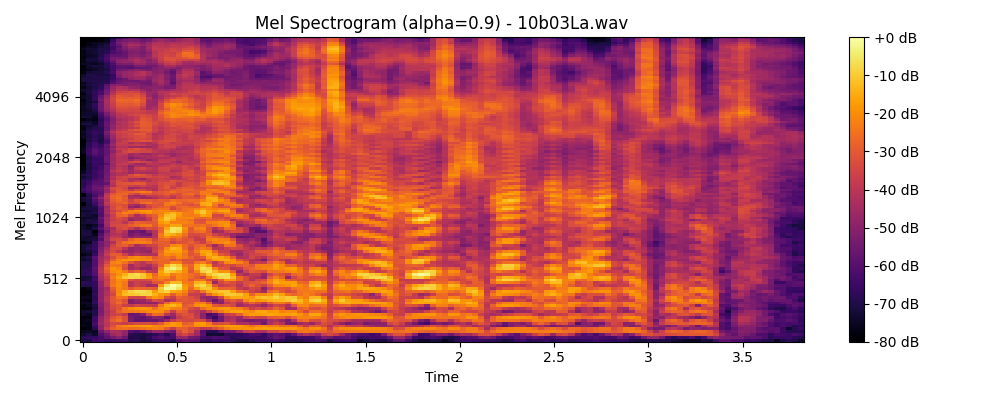 Mel Spectrogram (alpha=0.9) - 10b03La.wav
+0 dB
-10 dB
-20 dB
-30 dB
-40 dB
-50 dB
-60 dB
-70 dB
-80 dB
Mel Frequency
4096
2048
1024
512
0
0
0.5
1
1.5
2
2.5
3
3.5
Time